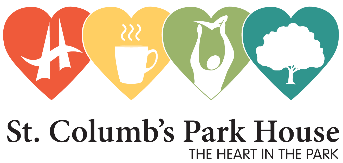 St. Columb's Park House
THE HEART IN THE PARK